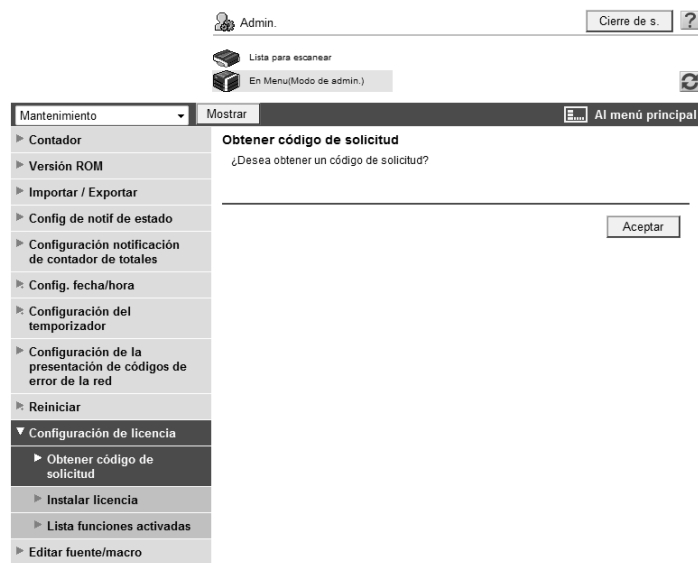 Admin.
Cierre de s.
?
Lista para escanear
En Menu(Modo de admin.)
Mantenimiento
Mostrar
Al menú principal
Contador
Versión ROM
Importar / Exportar
Config de notif de estado
Configuración notificación
de contador de totales
Config. fecha/hora
Configuración del
temporizador
Configuración de la
presentación de códigos de
error de la red
Reiniciar
Configuración de licencia
Obtener código de
solicitud
Instalar licencia
Lista funciones activadas
Editar fuente/macro
Obtener código de solicitud
¿Desea obtener un código de solicitud?
Aceptar